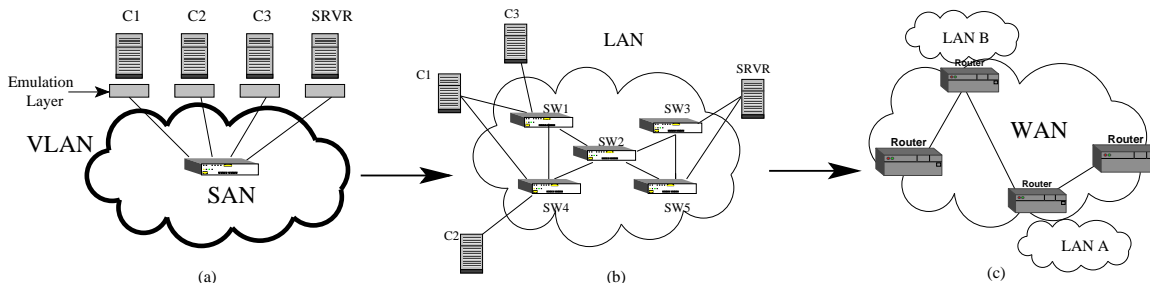 C1
C2
C3
SRVR
Emulation
Layer
VLAN
SAN
(a)
C3
LAN
C1
SRVR
SW1
SW3
SW2
SW4
SW5
C2
(b)
LAN B
Router
WAN
Router
Router
Router
LAN A
(c)